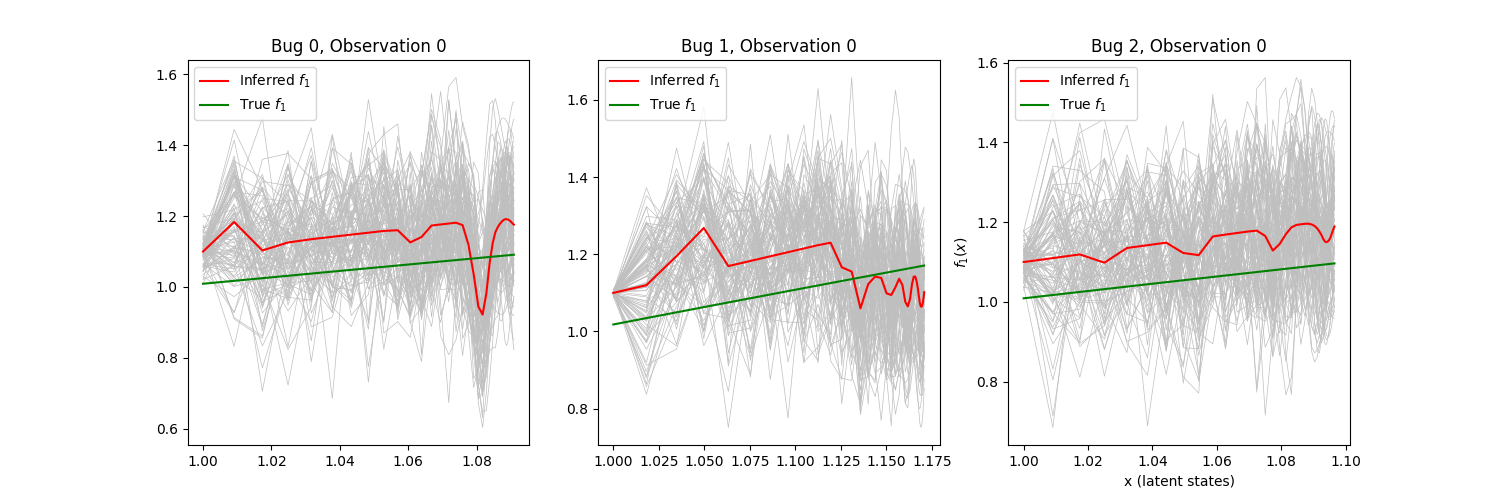 Bug 0, Observation 0
Inferred f₁
True f₁
1.6
1.4
1.2
1.0
0.8
0.6
1.00 1.02 1.04 1.06 1.08
Bug 1, Observation 0
Inferred f₁
True f₁
1.6
1.4
1.2
1.0
0.8
1.000 1.025 1.050 1.075 1.100 1.125 1.150 1.175
Bug 2, Observation 0
Inferred f₁
True f₁
f₁(x)
1.6
1.4
1.2
1.0
0.8
1.00 1.02 1.04 1.06 1.08 1.10
x (latent states)